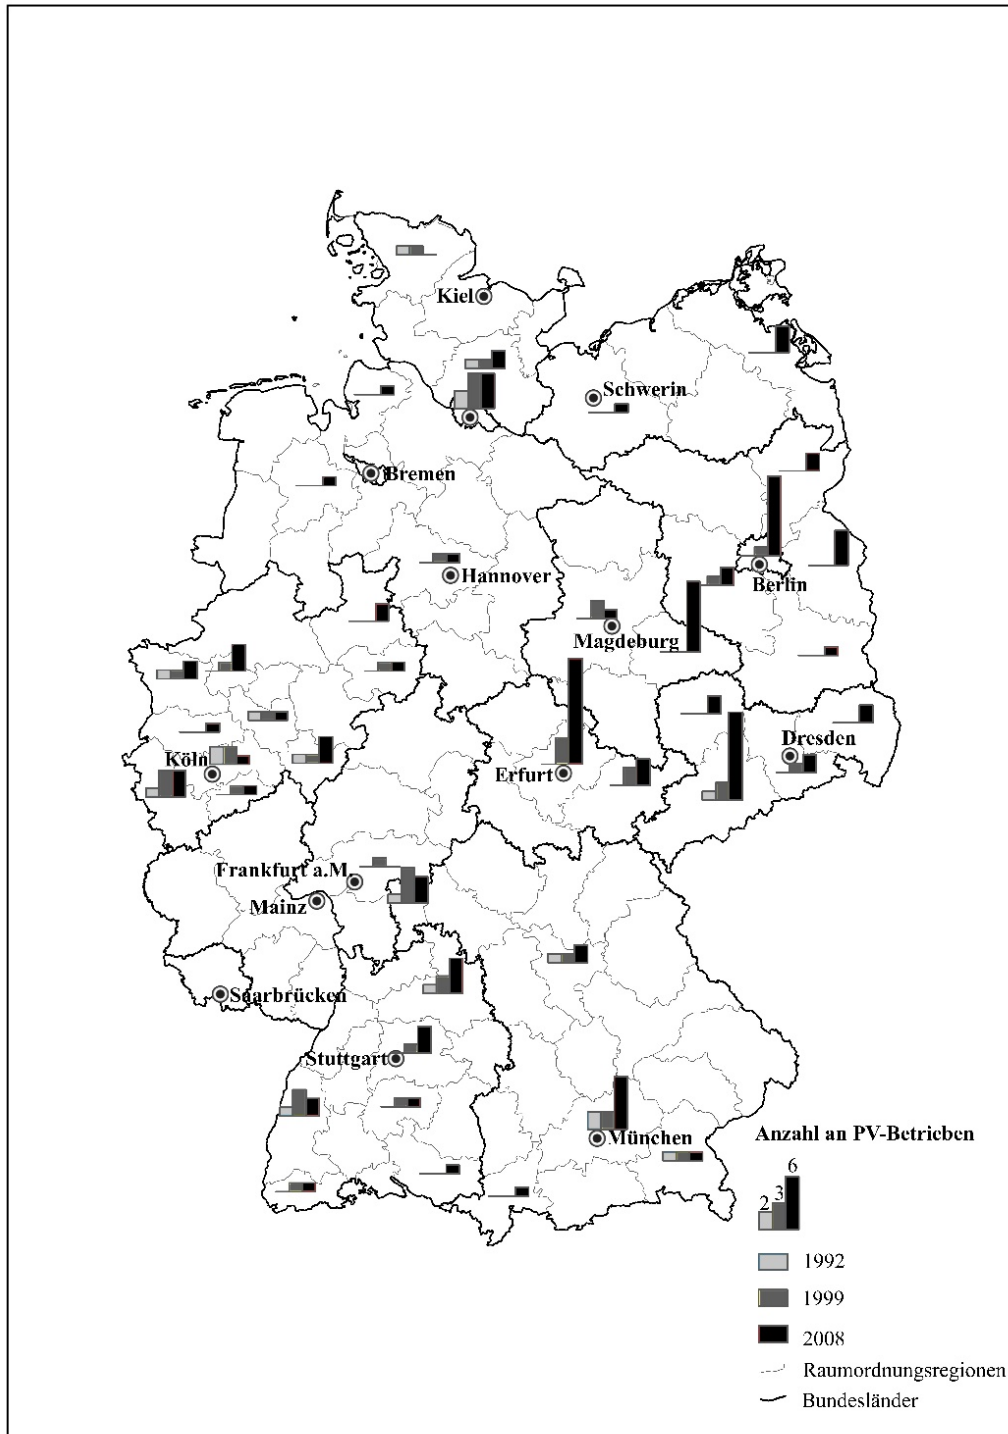 Kiel
Schwerin
Bremen
Hannover
Berlin
Magdeburg
Dresden
Köln
Erfurt
Frankfurt a.M.
Mainz
Saarbrücken
Stuttgart
München
Anzahl an PV-Betrieben
2 3 6
1992
1999
2008
Raumordnungsregionen
Bundesländer